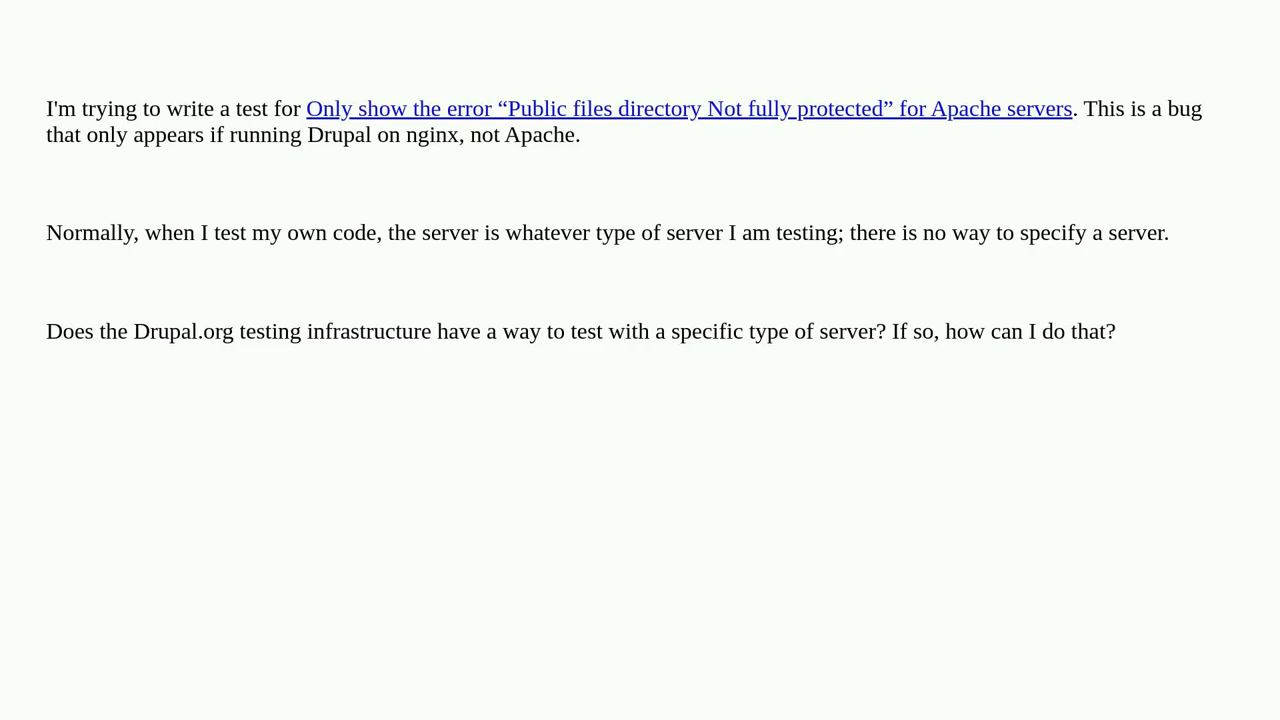 I'm trying to write a test for Only show the error “Public files directory Not fully protected” for Apache servers. This is a bug
that only appears if running Drupal on nginx, not Apache.
Normally, when I test my own code, the server is whatever type of server I am testing; there is no way to specify a server.
Does the Drupal.org testing infrastructure have a way to test with a specific type of server? If so, how can I do that?